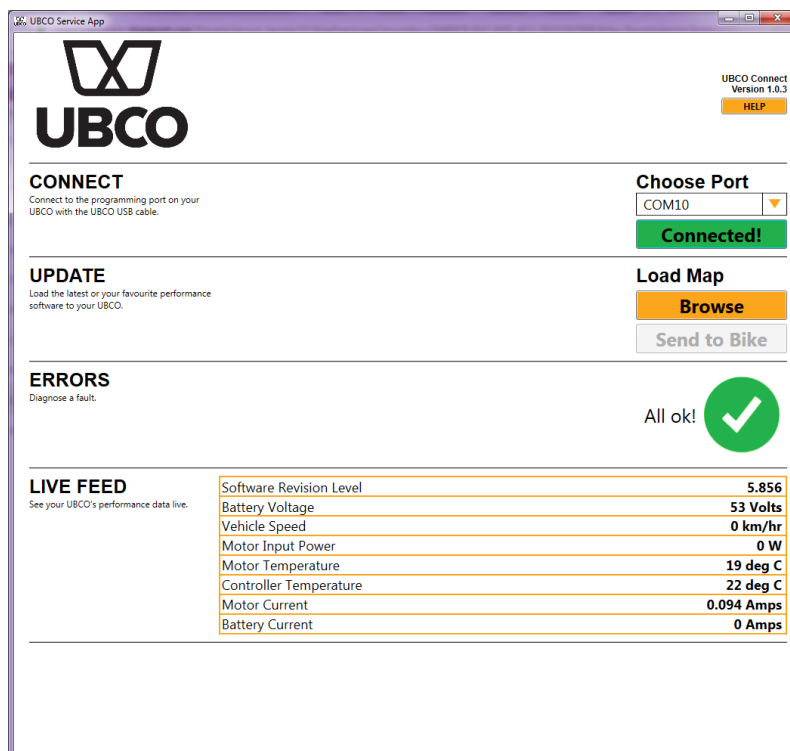 UBCO Service App
UBCO
UBCO Connect
Version 1.0.3
HELP
CONNECT
Connect to the programming port on your
UBCO with the UBCO USB cable.
Choose Port
COM10
Connected!
UPDATE
Load the latest or your favourite performance
software to your UBCO.
Load Map
Browse
Send to Bike
ERRORS
Diagnose a fault.
All ok!
LIVE FEED
See your UBCO's performance data live.
Software Revision Level 5.856
Battery Voltage 53 Volts
Vehicle Speed 0 km/hr
Motor Input Power 0 W
Motor Temperature 19 deg C
Controller Temperature 22 deg C
Motor Current 0.094 Amps
Battery Current 0 Amps